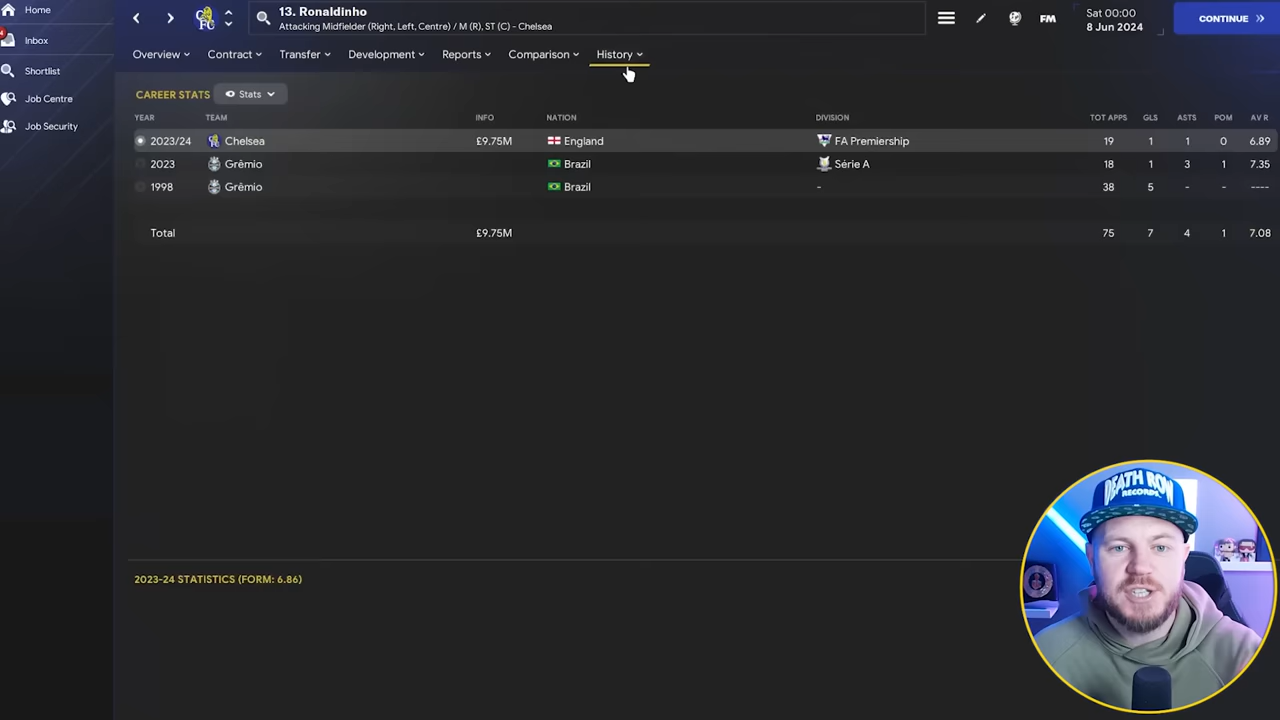 Home
Inbox
Shortlist
Job Centre
Job Security
13. Ronaldinho
Attacking Midfielder (Right, Left, Centre) / M (R), ST (C) - Chelsea
FM
Sat 00:00
8 Jun 2024
CONTINUE
Overview Contract Transfer Development Reports Comparison History
CAREER STATS Stats
YEAR TEAM INFO NATION DIVISION TOT APPS GLS ASTS POM AV R
2023/24 Chelsea £9.75M England FA Premiership 19 1 1 0 6.89
2023 Grêmio Brazil Série A 18 1 3 1 7.35
1998 Grêmio Brazil - 38 5 - - ----
Total £9.75M 75 7 4 1 7.08
2023-24 STATISTICS (FORM: 6.86)
DEATH ROW
RECORDS